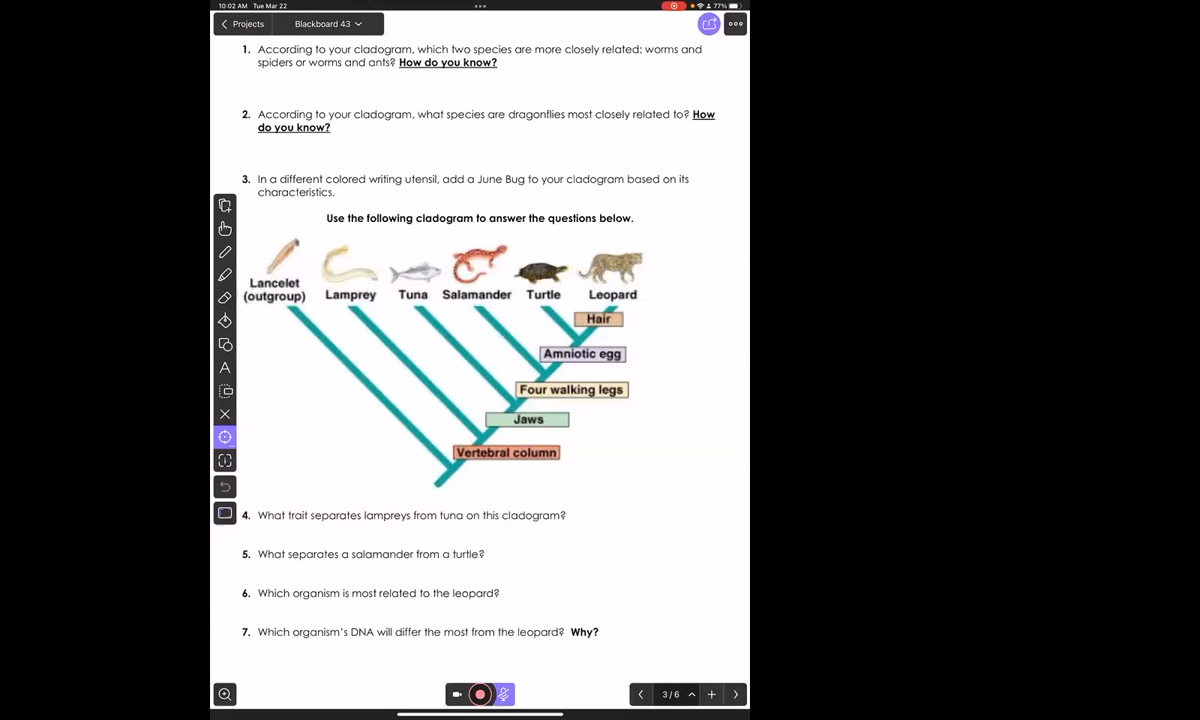 10:02 AM Tue Mar 22
77%
Projects
Blackboard 43
1. According to your cladogram, which two species are more closely related: worms and
spiders or worms and ants? How do you know?
2. According to your cladogram, what species are dragonflies most closely related to? How
do you know?
3. In a different colored writing utensil, add a June Bug to your cladogram based on its
characteristics.
Use the following cladogram to answer the questions below.
Lancelet
(outgroup) Lamprey Tuna Salamander Turtle Leopard
Hair
Amniotic egg
Four walking legs
Jaws
Vertebral column
4. What trait separates lampreys from tuna on this cladogram?
5. What separates a salamander from a turtle?
6. Which organism is most related to the leopard?
7. Which organism's DNA will differ the most from the leopard? Why?
3/6